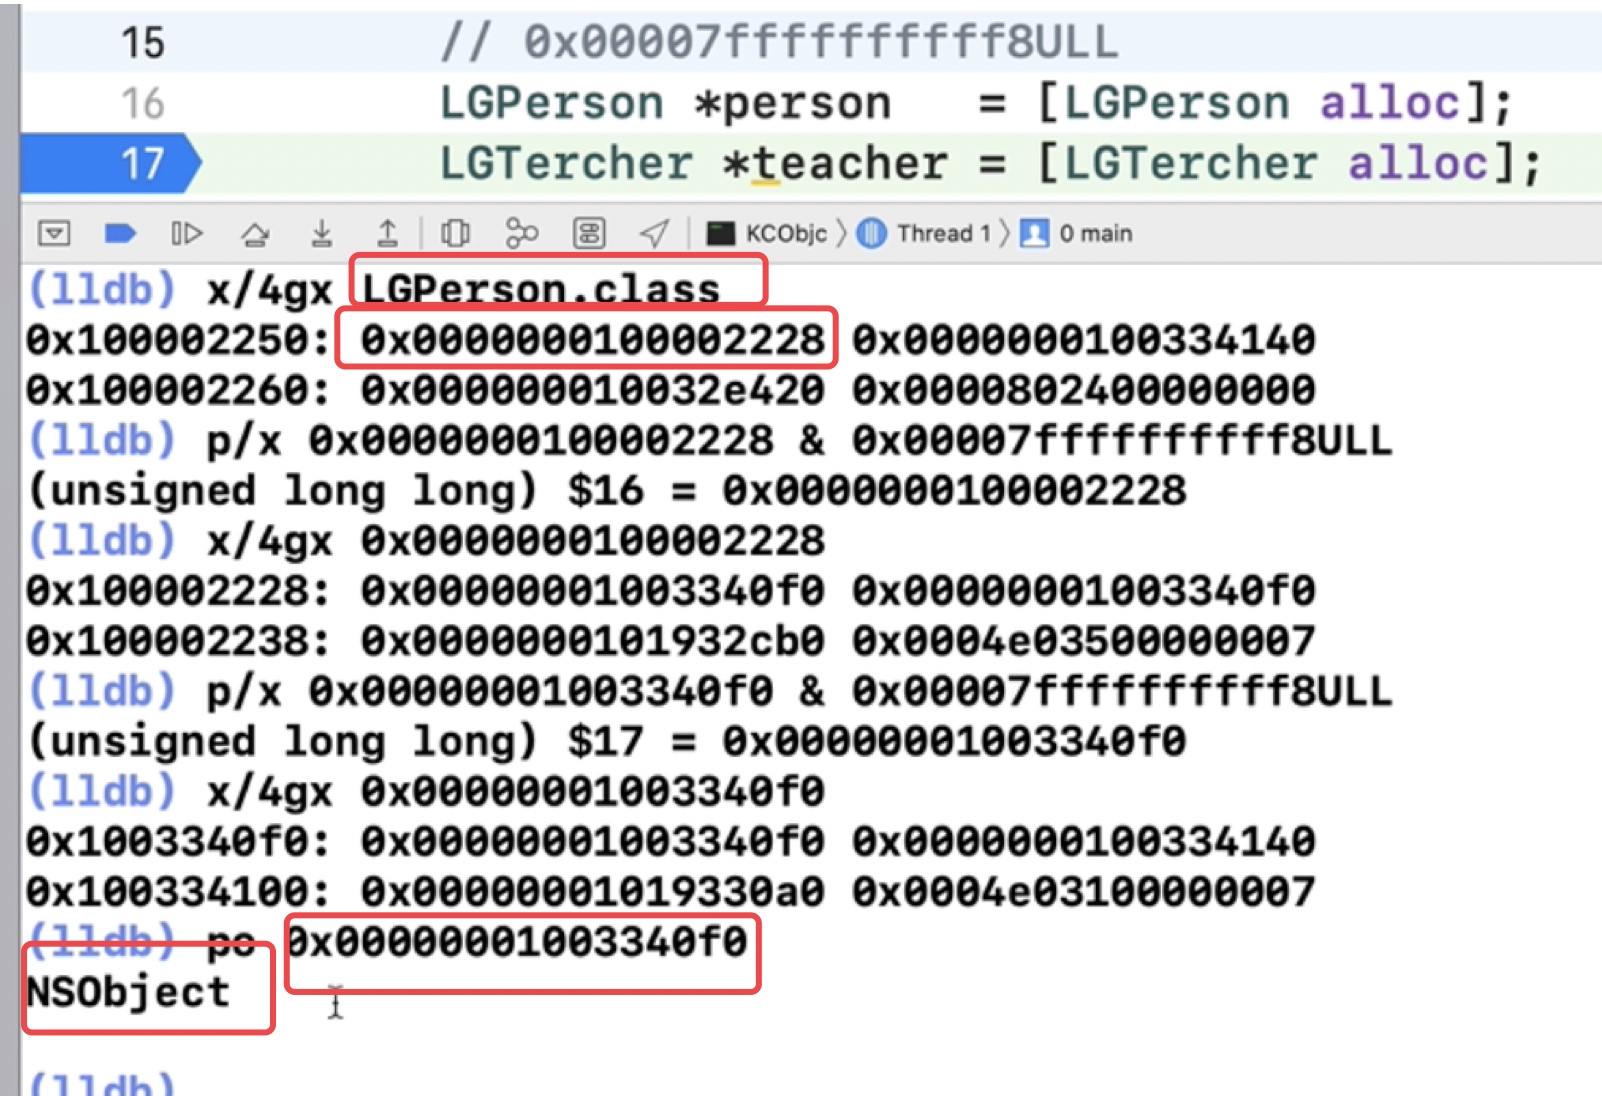 15 // 0x00007ffffffffff8ULL
16 LGPerson *person = [LGPerson alloc];
17 LGTercher *teacher = [LGTercher alloc];
KCObjc Thread 1 0 main
(lldb) x/4gx LGPerson.class
0x100002250: 0x0000000100002228 0x0000000100334140
0x100002260: 0x000000010032e420 0x0000802400000000
(lldb) p/x 0x0000000100002228 & 0x00007ffffffffff8ULL
(unsigned long long) $16 = 0x0000000100002228
(lldb) x/4gx 0x0000000100002228
0x100002228: 0x00000001003340f0 0x00000001003340f0
0x100002238: 0x0000000101932cb0 0x0004e03500000007
(lldb) p/x 0x00000001003340f0 & 0x00007ffffffffff8ULL
(unsigned long long) $17 = 0x00000001003340f0
(lldb) x/4gx 0x00000001003340f0
0x1003340f0: 0x00000001003340f0 0x0000000100334140
0x100334100: 0x00000001019330a0 0x0004e03100000007
(lldb) po 0x00000001003340f0
NSObject
(lldb)